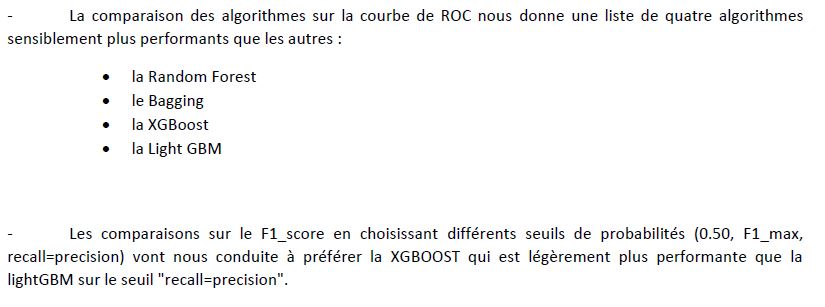 - La comparaison des algorithmes sur la courbe de ROC nous donne une liste de quatre algorithmes
sensiblement plus performants que les autres :
• la Random Forest
• le Bagging
• la XGBoost
• la Light GBM
- Les comparaisons sur le F1_score en choisissant différents seuils de probabilités (0.50, F1_max,
recall=precision) vont nous conduite à préférer la XGBOOST qui est légèrement plus performante que la
lightGBM sur le seuil "recall=precision".